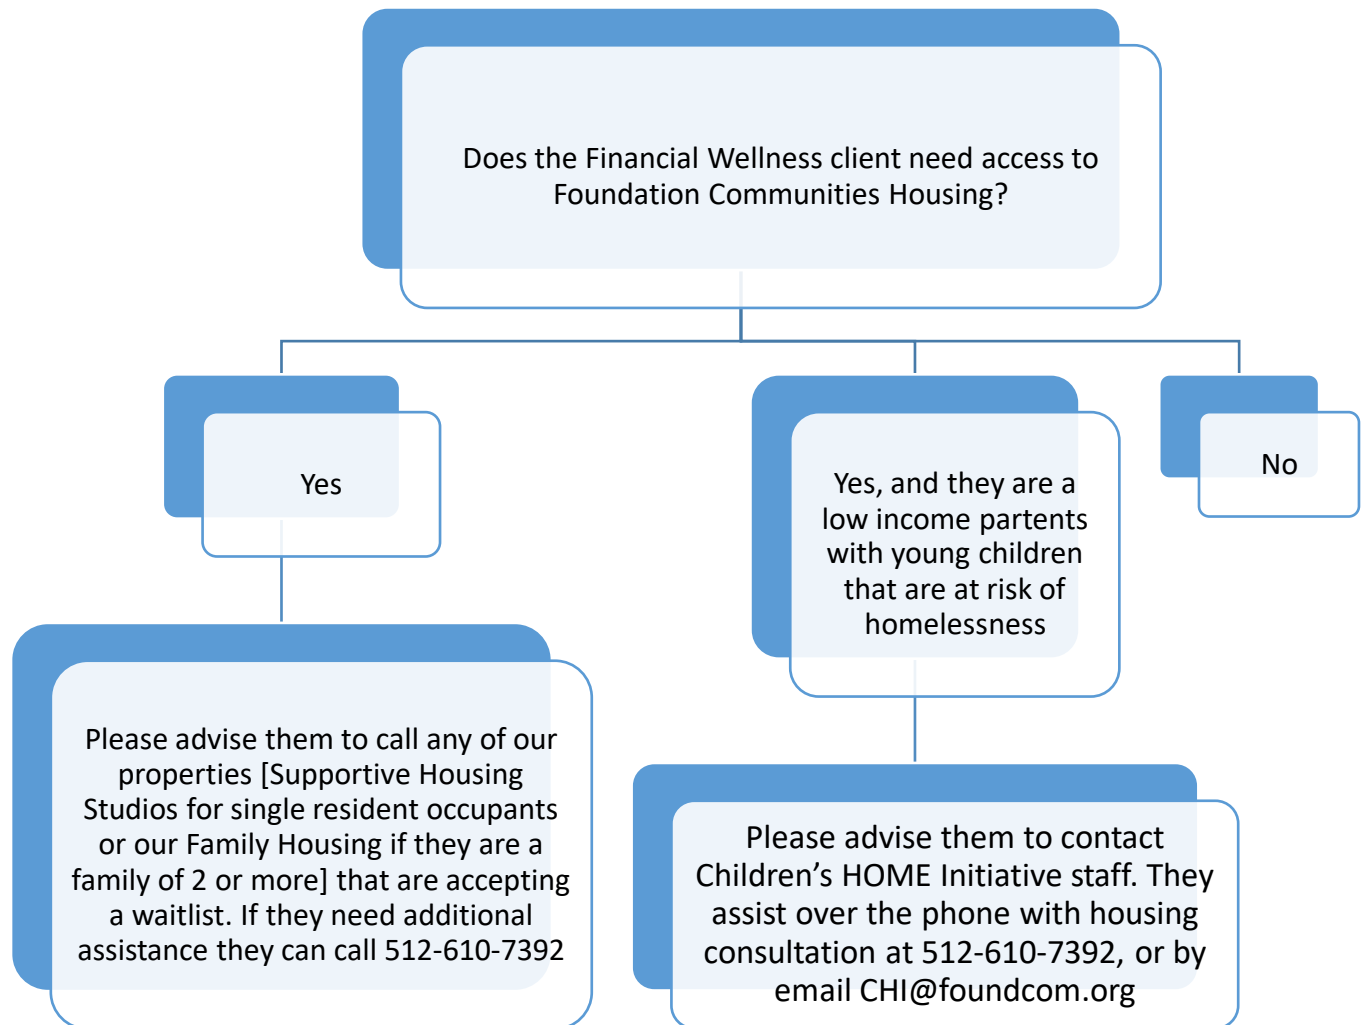 Does the Financial Wellness client need access to
Foundation Communities Housing?
Yes
Yes, and they are a
low income partents
with young children
that are at risk of
homelessness
No
Please advise them to call any of our
properties [Supportive Housing
Studios for single resident occupants
or our Family Housing if they are a
family of 2 or more] that are accepting
a waitlist. If they need additional
assistance they can call 512-610-7392
Please advise them to contact
Children’s HOME Initiative staff. They
assist over the phone with housing
consultation at 512-610-7392, or by
email CHI@foundcom.org